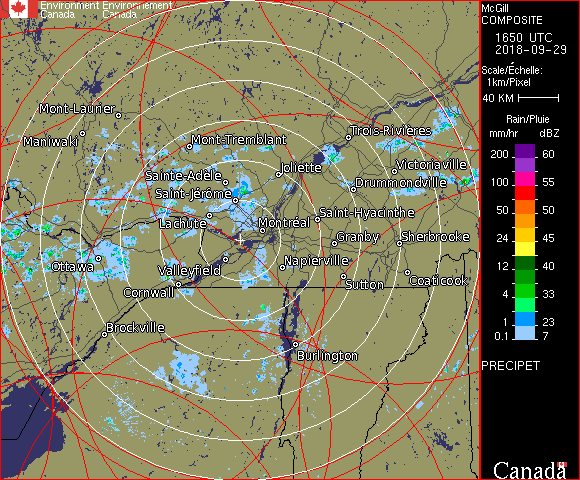 Environment Environnement
Canada Canada
McGill
COMPOSITE
1650 UTC
2018-09-29
Scale/Échelle:
1km/Pixel
40 KM
Rain/Pluie
mm/hr dBZ
200 60
100 55
50 50
24 45
12 40
4 33
1 23
0.1 7
PRECIPET
Canada
Mont-Laurier
Maniwaki
Mont-Tremblant
Trois-Rivières
Joliette
Victoriaville
Sainte-Adèle
Drummondville
Saint-Jérôme
Lachute
Saint-Hyacinthe
Montréal
Granby
Sherbrooke
Ottawa
Valleyfield
Napierville
Cornwall
Sutton
Coaticook
Brockville
Burlington